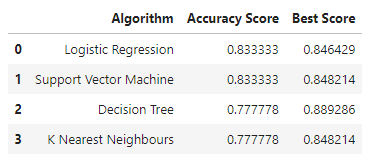 Algorithm Accuracy Score Best Score
0 Logistic Regression 0.833333 0.846429
1 Support Vector Machine 0.833333 0.848214
2 Decision Tree 0.777778 0.889286
3 K Nearest Neighbours 0.777778 0.848214